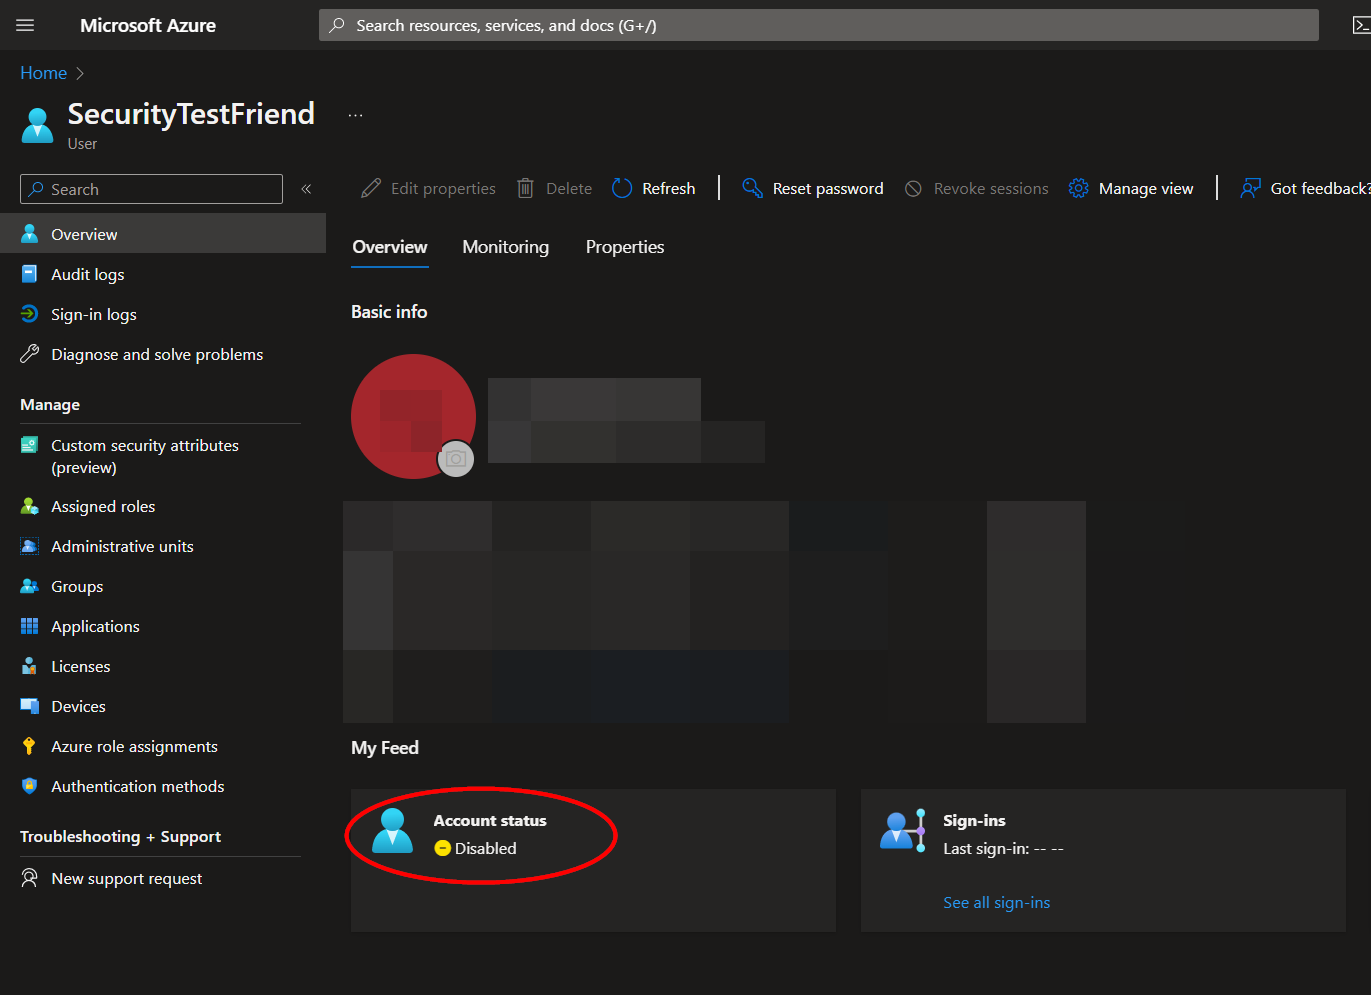 Microsoft Azure
Search resources, services, and docs (G+/)
Home
SecurityTestFriend ...
User
Search
Edit properties Delete Refresh Reset password Revoke sessions Manage view Got feedback?
Overview
Audit logs
Sign-in logs
Diagnose and solve problems
Manage
Custom security attributes
(preview)
Assigned roles
Administrative units
Groups
Applications
Licenses
Devices
Azure role assignments
Authentication methods
Troubleshooting + Support
New support request
Overview Monitoring Properties
Basic info
My Feed
Account status
Disabled
Sign-ins
Last sign-in: -- --
See all sign-ins